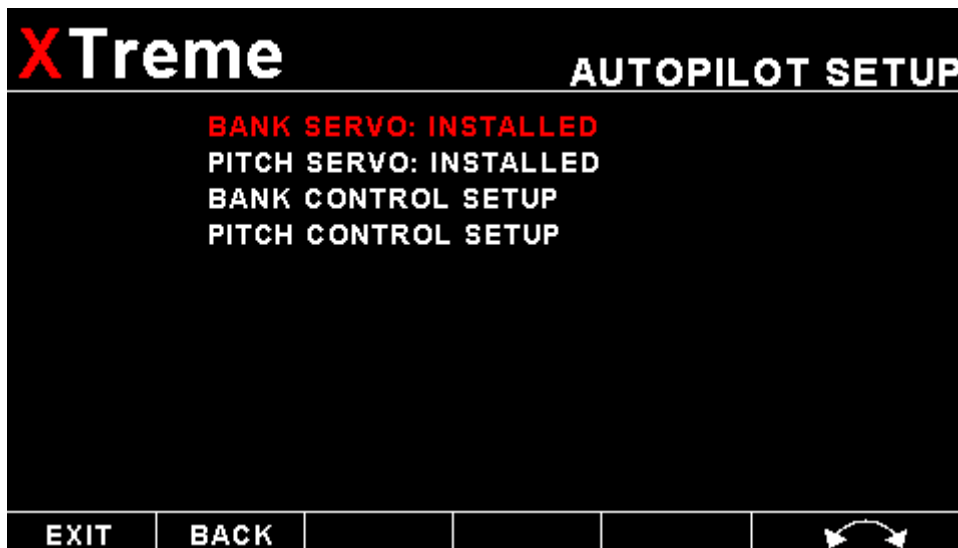 XTreme
AUTOPILOT SETUP
BANK SERVO: INSTALLED
PITCH SERVO: INSTALLED
BANK CONTROL SETUP
PITCH CONTROL SETUP
EXIT BACK